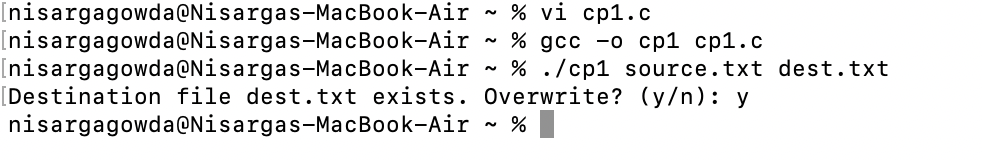 [nisargagowda@Nisargas-MacBook-Air ~ % vi cp1.c
[nisargagowda@Nisargas-MacBook-Air ~ % gcc -o cp1 cp1.c
[nisargagowda@Nisargas-MacBook-Air ~ % ./cp1 source.txt dest.txt
[Destination file dest.txt exists. Overwrite? (y/n): y
nisargagowda@Nisargas-MacBook-Air ~ %